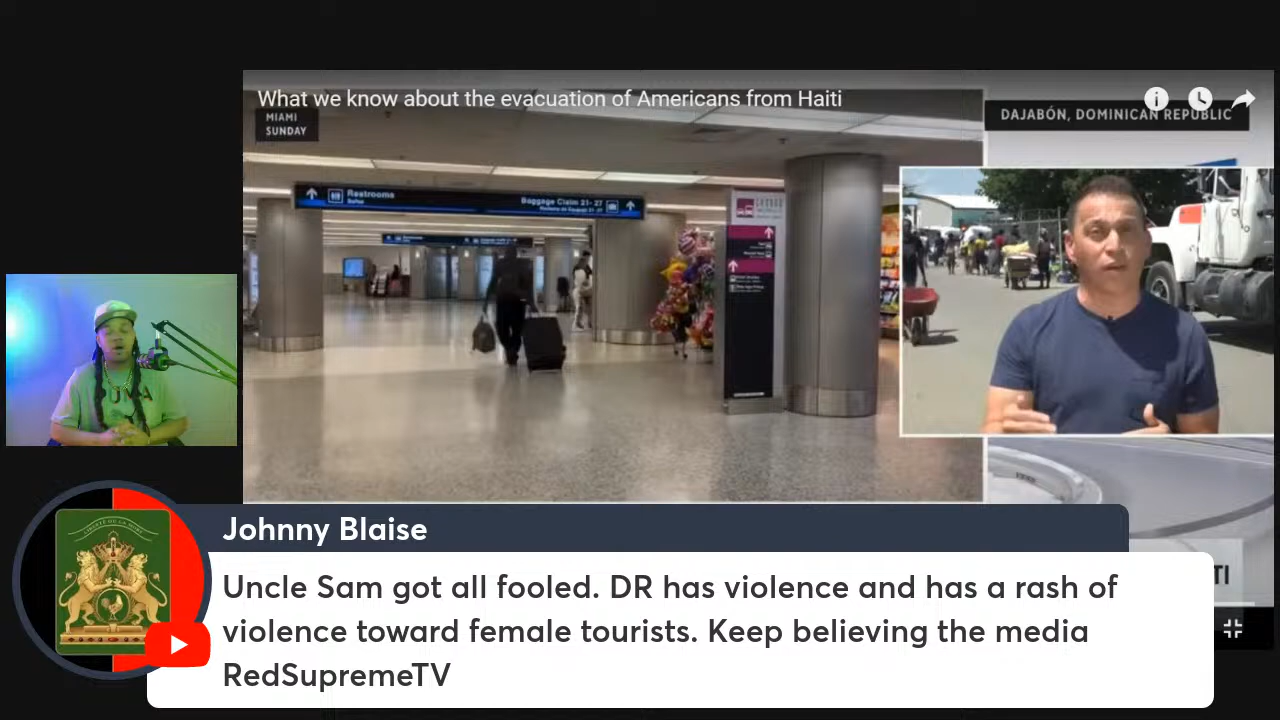 What we know about the evacuation of Americans from Haiti
MIAMI
SUNDAY
DAJABÓN, DOMINICAN REPUBLIC
Restrooms
Baggage Claim 21-27
PUMA
TI
Johnny Blaise
Uncle Sam got all fooled. DR has violence and has a rash of
violence toward female tourists. Keep believing the media
RedSupremeTV